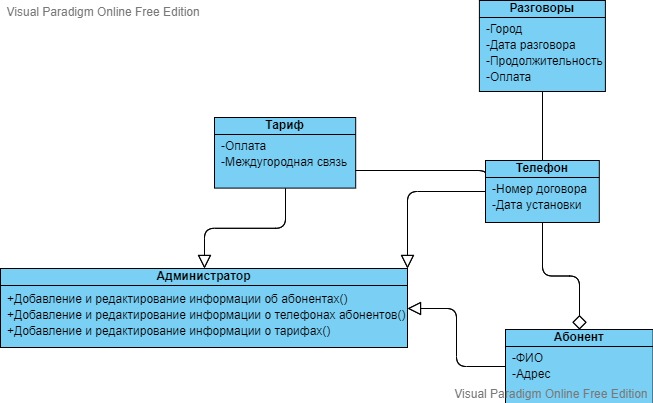 Visual Paradigm Online Free Edition
Разговоры
-Город
-Дата разговора
-Продолжительность
-Оплата
Тариф
-Оплата
-Междугородная связь
Телефон
-Номер договора
-Дата установки
Администратор
+Добавление и редактирование информации об абонентах()
+Добавление и редактирование информации о телефонах абонентов()
+Добавление и редактирование информации о тарифах()
Абонент
-ФИО
-Адрес
Visual Paradigm Online Free Edition